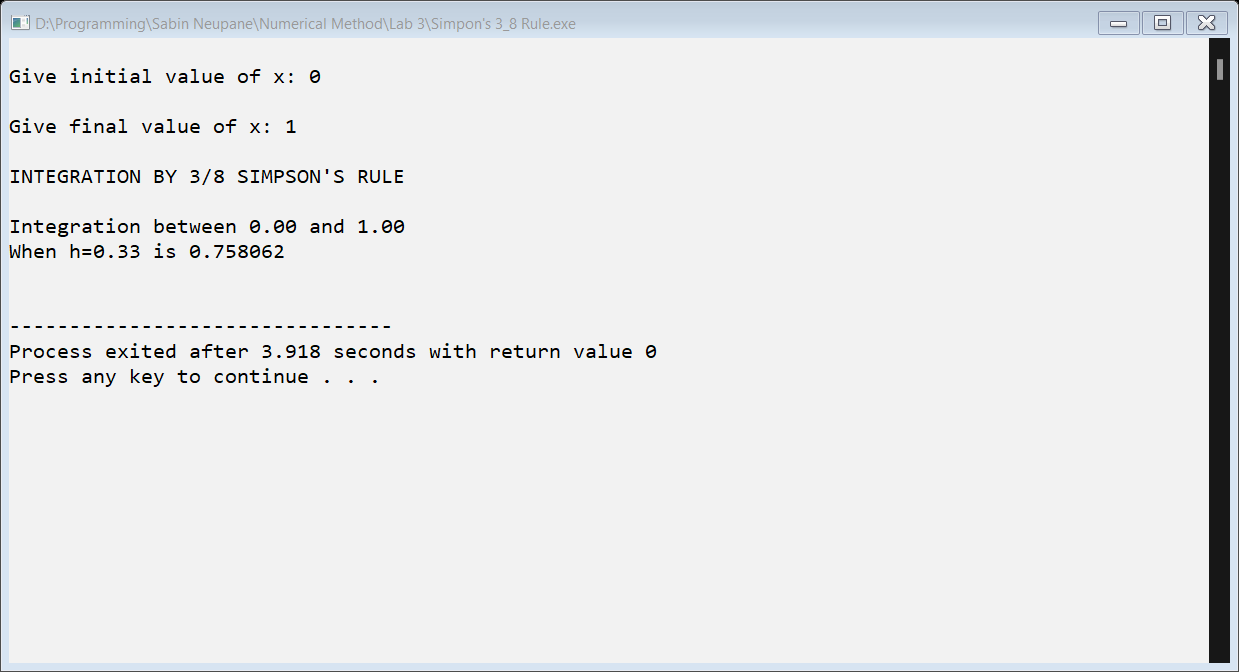 D:\Programming\Sabin Neupane\Numerical Method\Lab 3\Simpon's 3_8 Rule.exe
Give initial value of x: 0
Give final value of x: 1
INTEGRATION BY 3/8 SIMPSON'S RULE
Integration between 0.00 and 1.00
When h=0.33 is 0.758062
--------------------------------
Process exited after 3.918 seconds with return value 0
Press any key to continue . . .